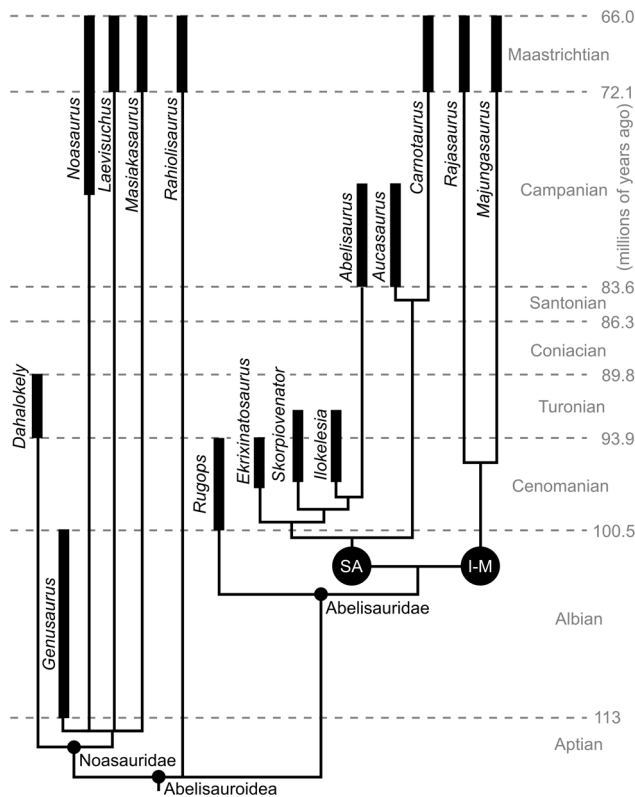 66.0
Maastrichtian
72.1
(millions of years ago)
Noasaurus
Laevisuchus
Masiakasaurus
Rahiolisaurus
Carnotaurus
Rajasaurus
Majungasaurus
Campanian
Abelisaurus
Aucasaurus
83.6
Santonian
86.3
Coniacian
89.8
Dahalokely
Turonian
93.9
Rugops
Ekrixinatosaurus
Skorpiovenator
Ilokelesia
Cenomanian
100.5
SA
I-M
Abelisauridae
Genusaurus
Albian
113
Aptian
Noasauridae
Abelisauroidea